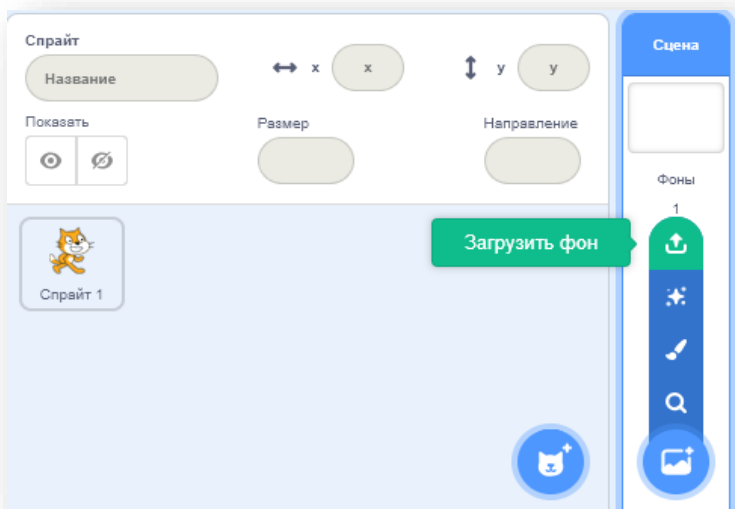 Спрайт
Название
x
x
y
y
Показать
Размер
Направление
Спрайт 1
Сцена
Фоны
1
Загрузить фон